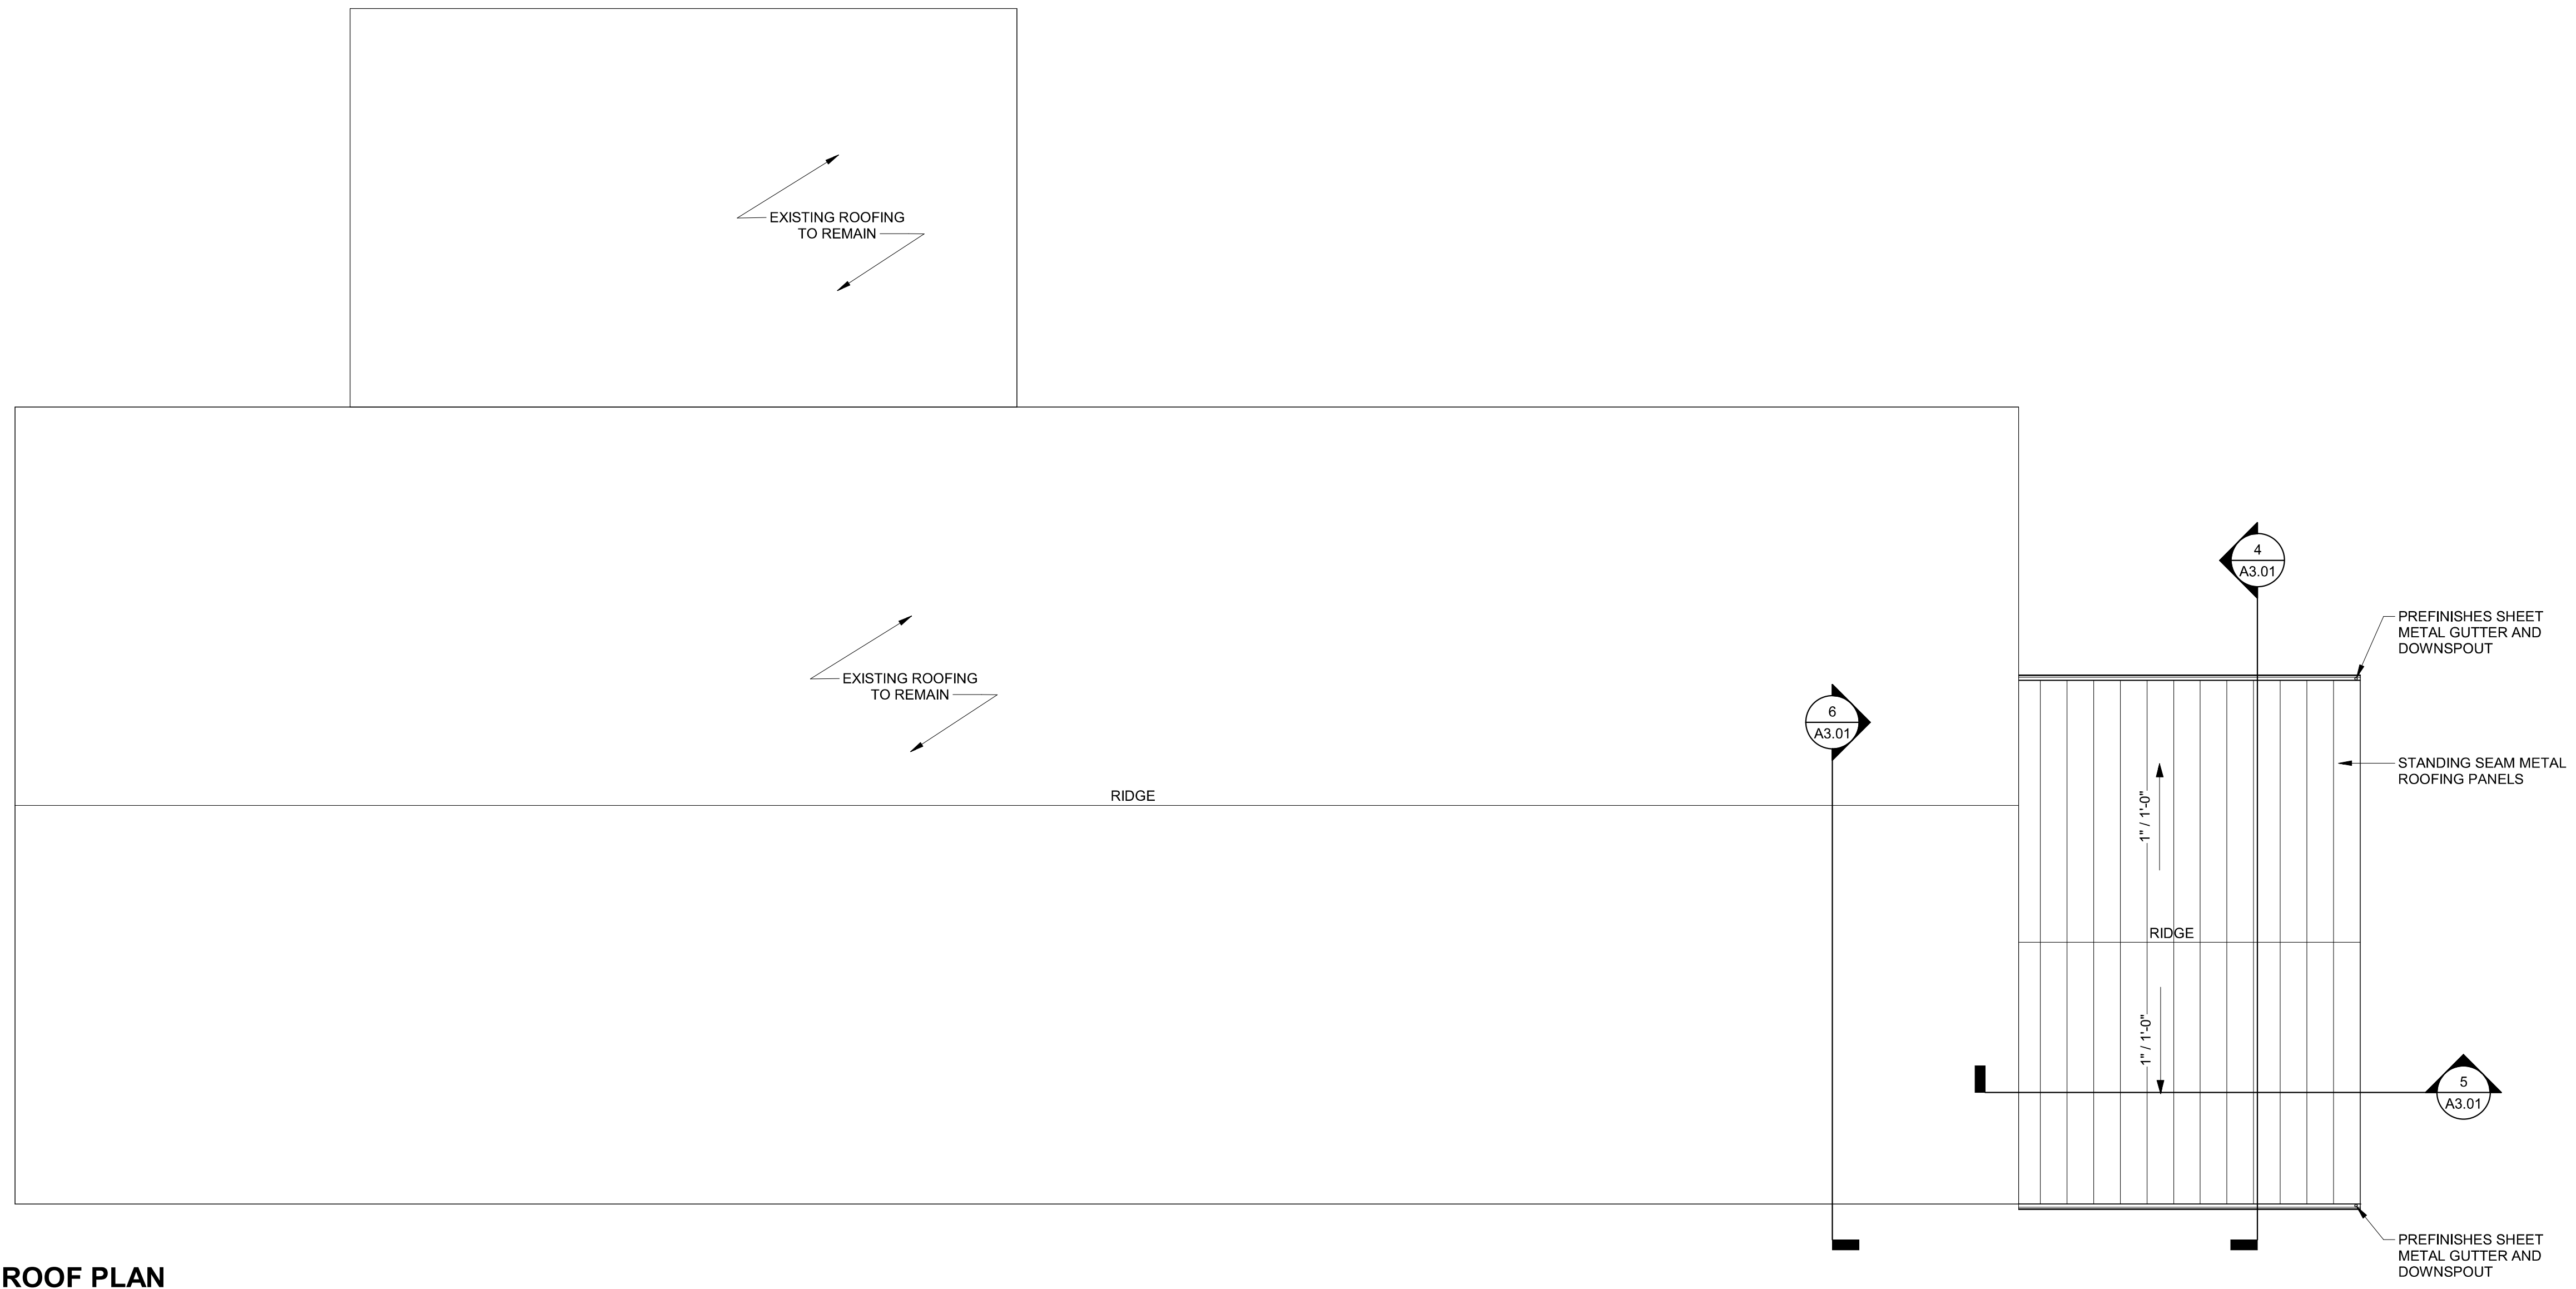 EXISTING ROOFING
TO REMAIN
4
A3.01
PREFINISHES SHEET
METAL GUTTER AND
DOWNSPOUT
EXISTING ROOFING
TO REMAIN
6
A3.01
STANDING SEAM METAL
ROOFING PANELS
RIDGE
1" / 1'-0"
RIDGE
1" / 1'-0"
5
A3.01
PREFINISHES SHEET
METAL GUTTER AND
DOWNSPOUT
ROOF PLAN